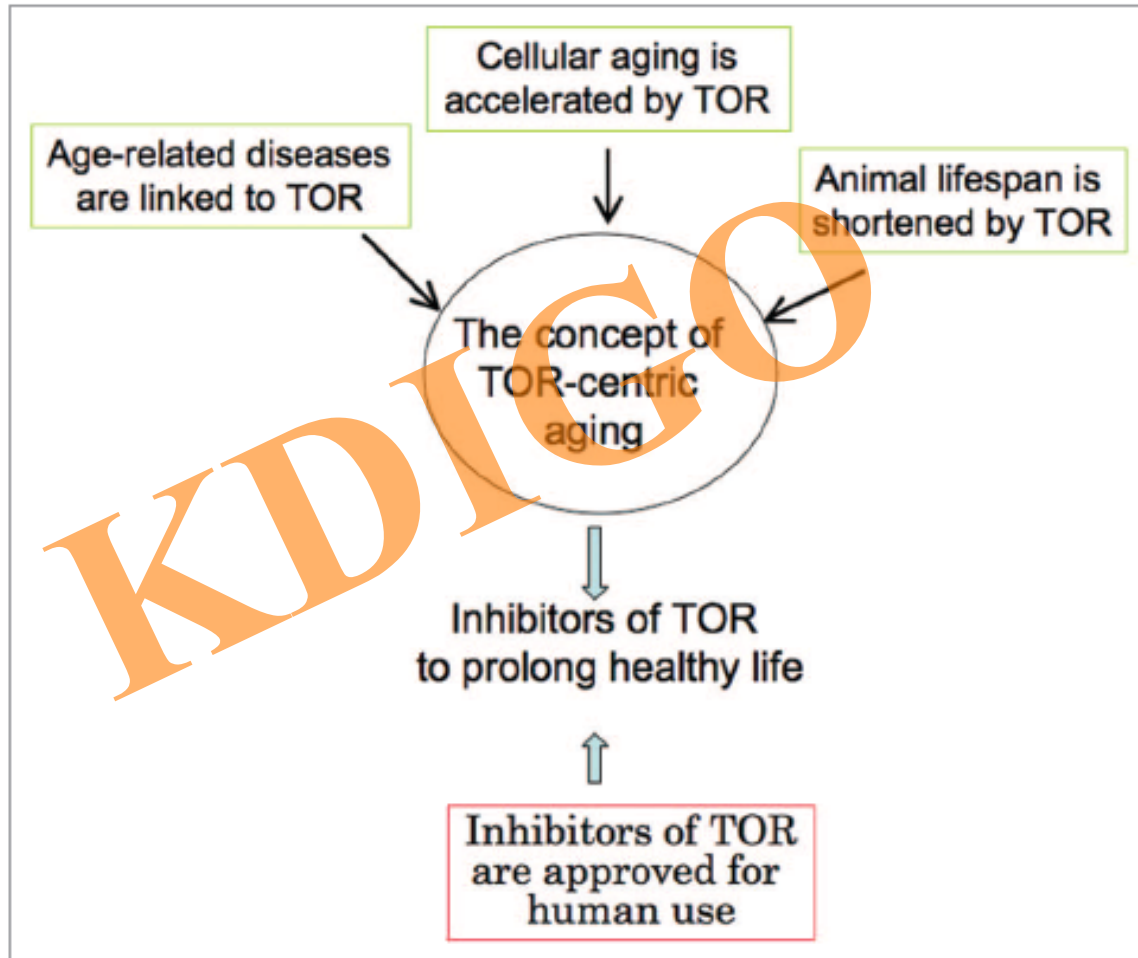 Cellular aging is
accelerated by TOR
Age-related diseases
are linked to TOR
Animal lifespan is
shortened by TOR
The concept of
TOR-centric
aging
KDIGO
Inhibitors of TOR
to prolong healthy life
Inhibitors of TOR
are approved for
human use